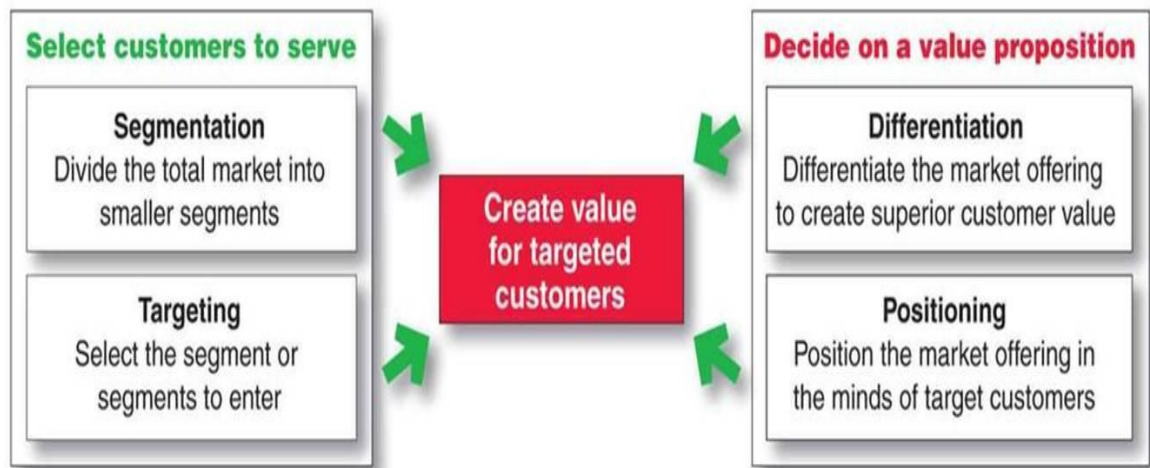 Select customers to serve
Segmentation
Divide the total market into
smaller segments
Targeting
Select the segment or
segments to enter
Create value
for targeted
customers
Decide on a value proposition
Differentiation
Differentiate the market offering
to create superior customer value
Positioning
Position the market offering in
the minds of target customers